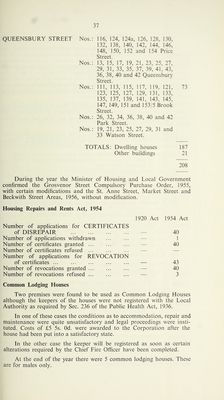 37
QUEENSBURY STREET Nos.: 116, 124, 124a, 126, 128, 130,
132, 138, 140, 142, 144, 146,
148, 150, 152 and 154 Price
Street.
Nos.: 13, 15, 17, 19, 21, 23, 25, 27,
29, 31, 33, 35, 37, 39, 41, 43,
36, 38, 40 and 42 Queensbury
Street.
Nos.: 111, 113, 115, 117, 119, 121, 73
123, 125, 127, 129, 131, 133,
135, 137, 139, 141, 143, 145,
147, 149, 151 and 153/5 Brook
Street.
Nos.: 26, 32, 34, 36, 38, 40 and 42
Park Street.
Nos.: 19, 21, 23, 25, 27, 29, 31 and
33 Watson Street.
TOTALS: Dwelling houses 187
Other buildings 21
208
During the year the Minister of Housing and Local Government
confirmed the Grosvenor Street Compulsory Purchase Order, 1955,
with certain modifications and the St. Anne Street, Market Street and
Beckwith Street Areas, 1956, without modification.
Housing Repairs and Rents Act, 1954
1920 Act 1954 Act
Number of applications for CERTIFICATES
of DISREPAIR ... — 40
Number of applications withdrawn ... — 1
Number of certificates granted ... — 40
Number of certificates refused ... — —
Number of applications for REVOCATION
of certificates ... — 43
Number of revocations granted ... — 40
Number of revocations refused ... — 3
Common Lodging Houses
Two premises were found to be used as Common Lodging Houses
although the keepers of the houses were not registered with the Local
Authority as required by Sec. 236 of the Public Health Act, 1936.
In one of these cases the conditions as to accommodation, repair and
maintenance were quite unsatisfactory and legal proceedings were insti-
tuted. Costs of £5 5s. 0d. were awarded to the Corporation after the
house had been put into a satisfactory state.
In the other case the keeper will be registered as soon as certain
alterations required by the Chief Fire Officer have been completed.
At the end of the year there were 5 common lodging houses. These
are for males only.